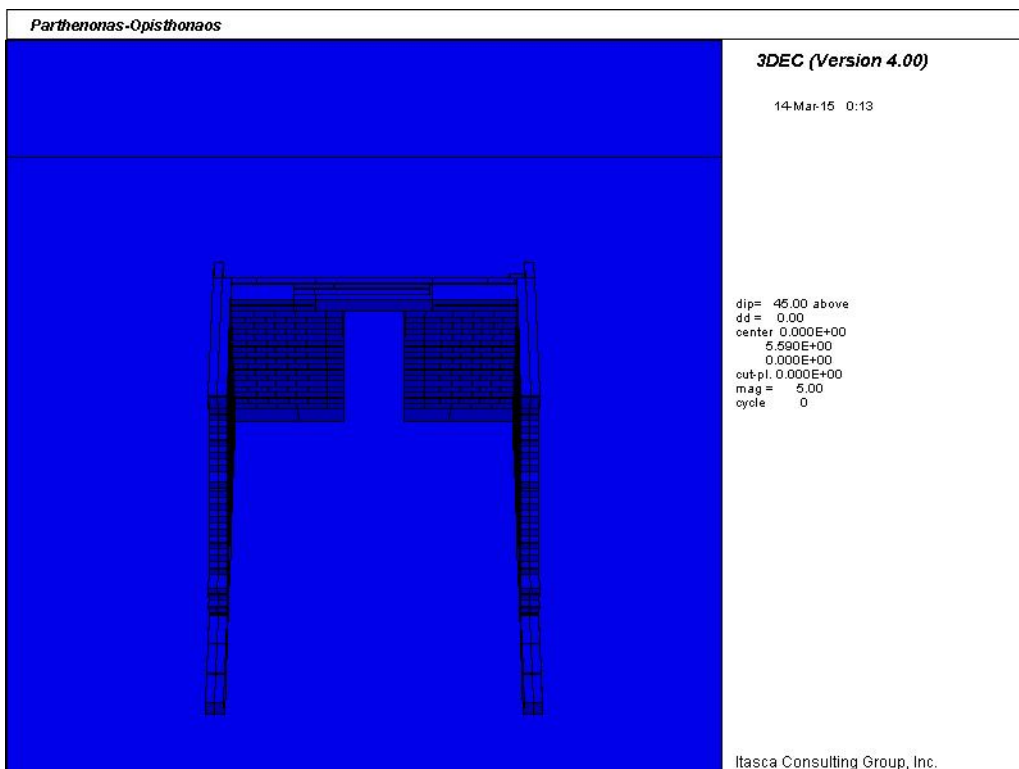 Parthenonas-Opisthonaos
3DEC (Version 4.00)
14-Mar-15 0:13
dip= 45.00 above
dd = 0.00
center 0.000E+00
5.590E+00
0.000E+00
cut-pl. 0.000E+00
mag = 5.00
cycle 0
Itasca Consulting Group, Inc.